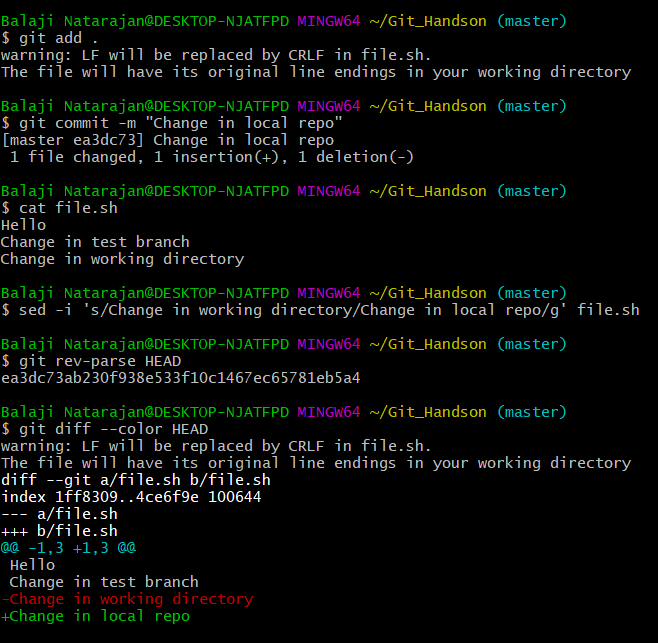 Balaji Natarajan@DESKTOP-NJATFPD MINGW64 ~/Git_Handson (master)
$ git add .
warning: LF will be replaced by CRLF in file.sh.
The file will have its original line endings in your working directory
Balaji Natarajan@DESKTOP-NJATFPD MINGW64 ~/Git_Handson (master)
$ git commit -m "Change in local repo"
[master ea3dc73] Change in local repo
 1 file changed, 1 insertion(+), 1 deletion(-)
Balaji Natarajan@DESKTOP-NJATFPD MINGW64 ~/Git_Handson (master)
$ cat file.sh
Hello
Change in test branch
Change in working directory
Balaji Natarajan@DESKTOP-NJATFPD MINGW64 ~/Git_Handson (master)
$ sed -i 's/Change in working directory/Change in local repo/g' file.sh
Balaji Natarajan@DESKTOP-NJATFPD MINGW64 ~/Git_Handson (master)
$ git rev-parse HEAD
ea3dc73ab230f938e533f10c1467ec65781eb5a4
Balaji Natarajan@DESKTOP-NJATFPD MINGW64 ~/Git_Handson (master)
$ git diff --color HEAD
warning: LF will be replaced by CRLF in file.sh.
The file will have its original line endings in your working directory
diff --git a/file.sh b/file.sh
index 1ff8309..4ce6f9e 100644
--- a/file.sh
+++ b/file.sh
@@ -1,3 +1,3 @@
 Hello
 Change in test branch
-Change in working directory
+Change in local repo